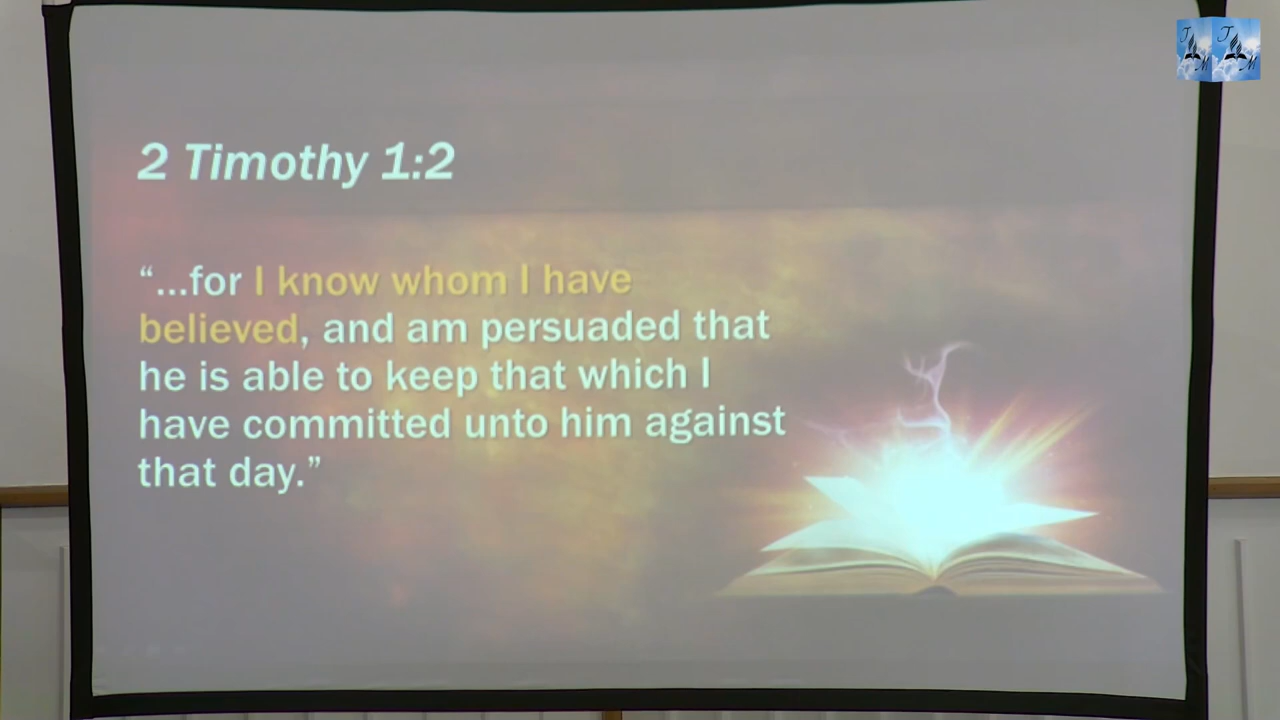 2 Timothy 1:2
“...for I know whom I have
believed, and am persuaded that
he is able to keep that which I
have committed unto him against
that day.”
T M
T M